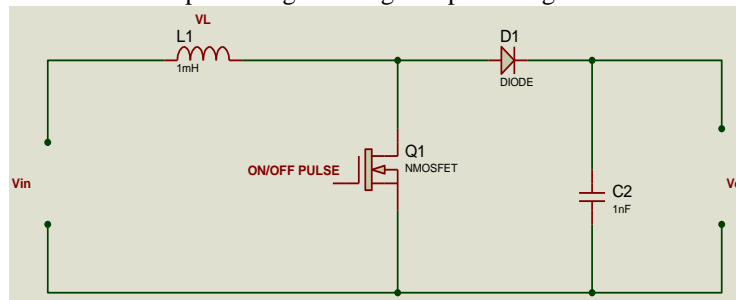 VL
L1
1mH
D1
DIODE
Q1
NMOSFET
ON/OFF PULSE
Vin
C2
1nF